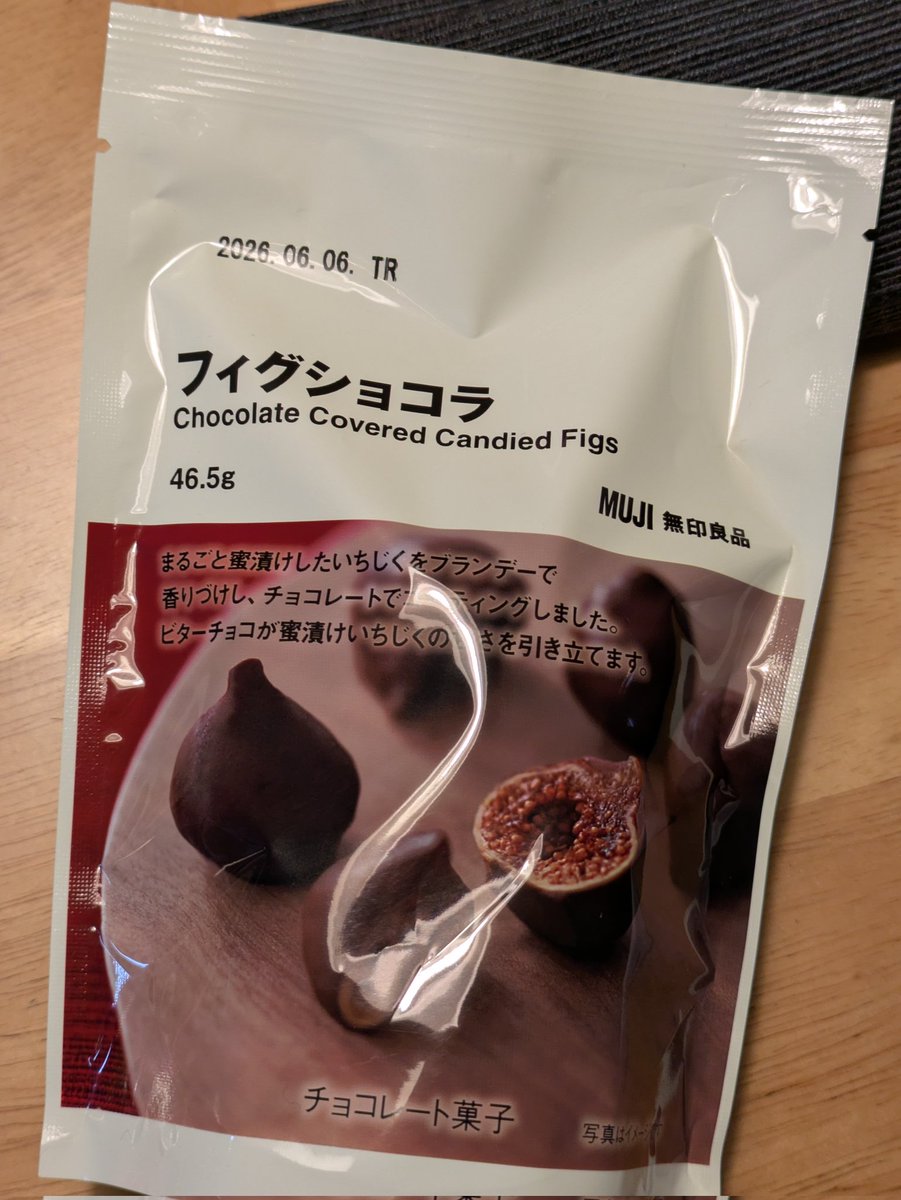 2026. 06. 06. TR
フィグショコラ
Chocolate Covered Candied Figs
46.5g
MUJI 無印良品
まるごと蜜漬けしたいちじくをブランデーで
香りづけし、チョコレートでコーティングしました。
ビターチョコが蜜漬けいちじくの甘さを引き立てます。
チョコレート菓子
写真は